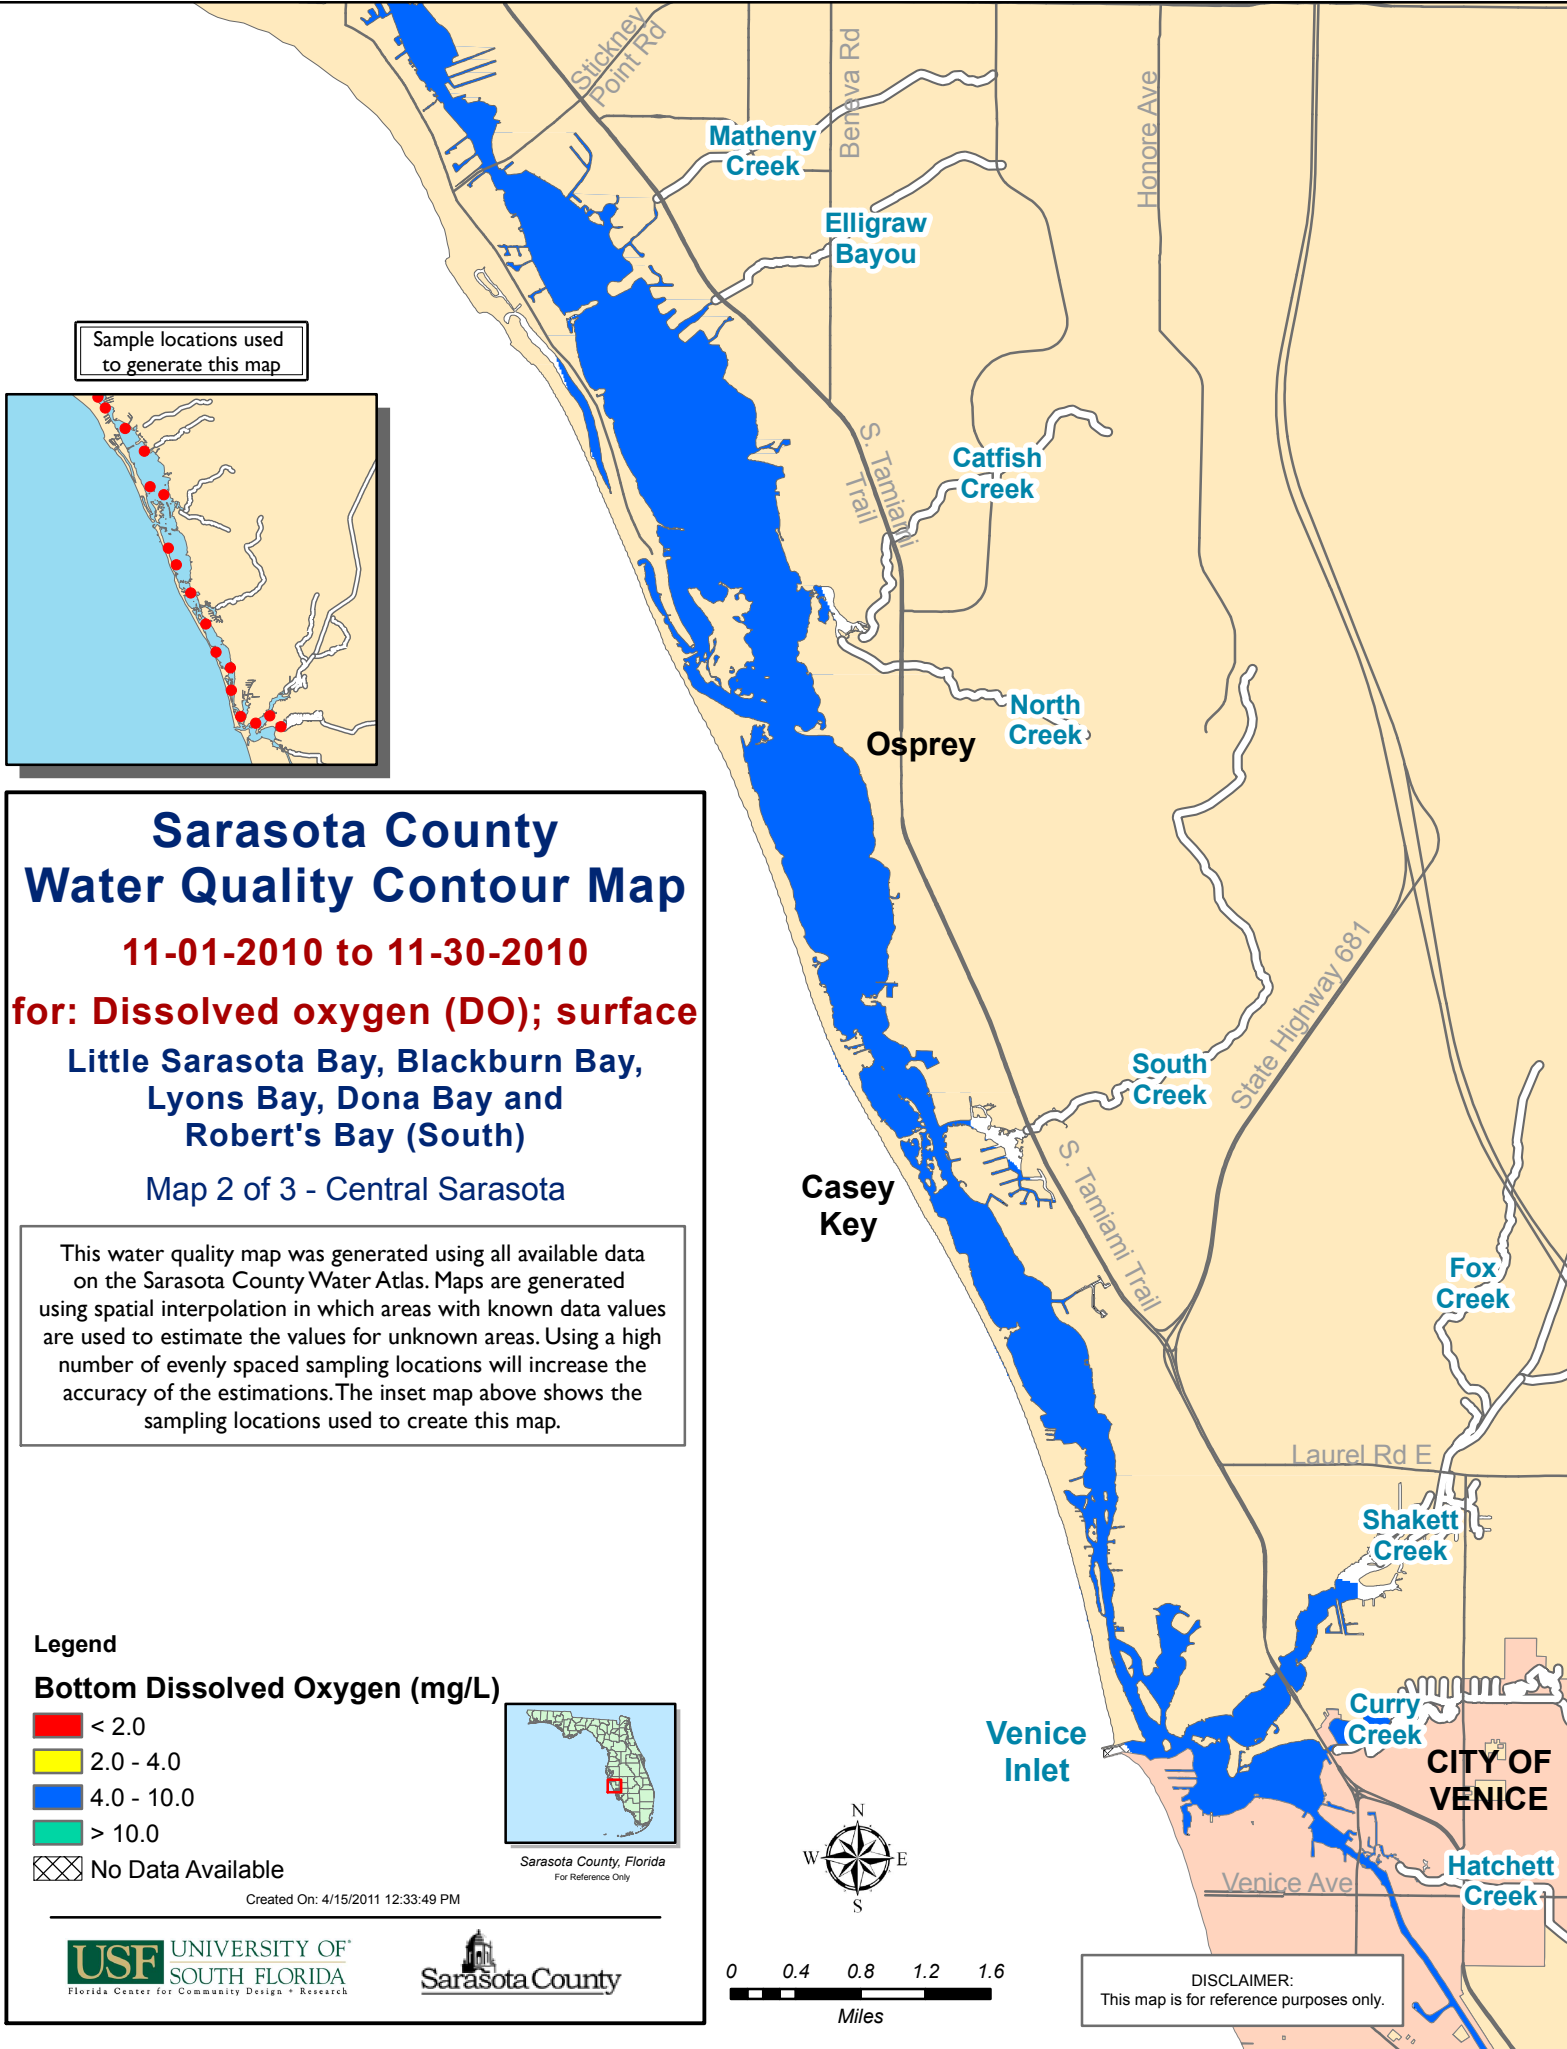 Stickney
Point Rd
Beneva Rd
Honore Ave
Matheny
Creek
Elligraw
Bayou
Sample locations used
to generate this map
S. Tamiami
Trail
Catfish
Creek
North
Creek
Osprey
Sarasota County
Water Quality Contour Map
11-01-2010 to 11-30-2010
for: Dissolved oxygen (DO); surface
Little Sarasota Bay, Blackburn Bay,
Lyons Bay, Dona Bay and
Robert's Bay (South)
Map 2 of 3 - Central Sarasota
This water quality map was generated using all available data
on the Sarasota County Water Atlas. Maps are generated
using spatial interpolation in which areas with known data values
are used to estimate the values for unknown areas. Using a high
number of evenly spaced sampling locations will increase the
accuracy of the estimations. The inset map above shows the
sampling locations used to create this map.
State Highway 681
South
Creek
S. Tamiami Trail
Casey
Key
Fox
Creek
Laurel Rd E
Shakett
Creek
Curry
Creek
Venice
Inlet
CITY OF
VENICE
Hatchett
Creek
Venice Ave
Legend
Bottom Dissolved Oxygen (mg/L)
< 2.0
2.0 - 4.0
4.0 - 10.0
> 10.0
No Data Available
Sarasota County, Florida
For Reference Only
Created On: 4/15/2011 12:33:49 PM
USF UNIVERSITY OF
SOUTH FLORIDA
Florida Center for Community Design + Research
Sarasota County
N
W E
S
0 0.4 0.8 1.2 1.6
Miles
DISCLAIMER:
This map is for reference purposes only.